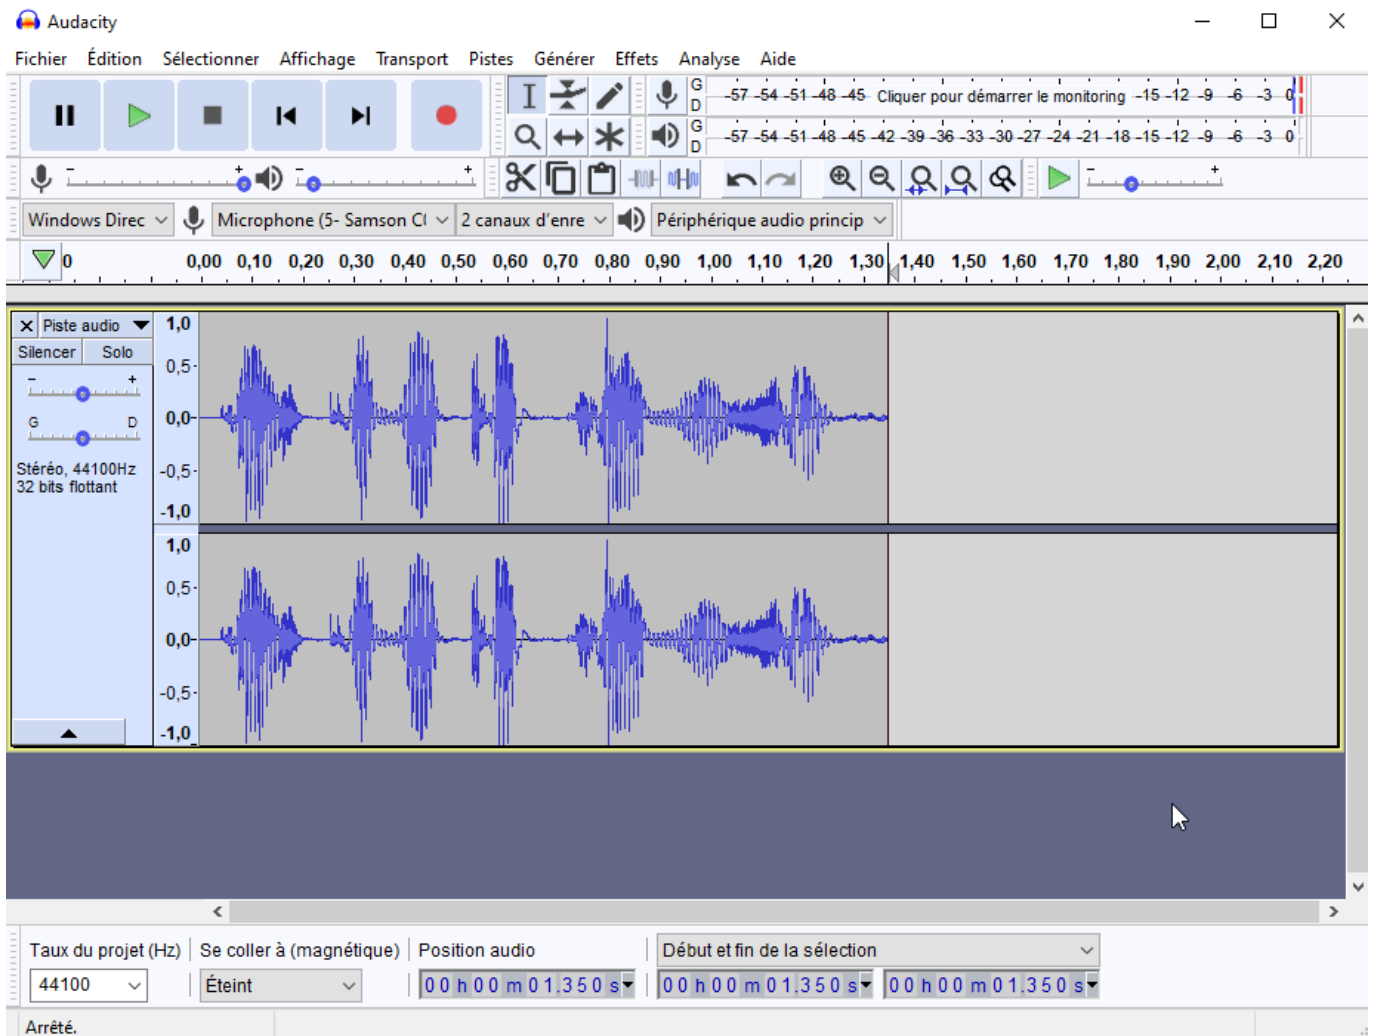 Audacity
Fichier Édition Sélectionner Affichage Transport Pistes Générer Effets Analyse Aide
G
D
-57 -54 -51 -48 -45 Cliquer pour démarrer le monitoring -15 -12 -9 -6 -3 0
G
D
-57 -54 -51 -48 -45 -42 -39 -36 -33 -30 -27 -24 -21 -18 -15 -12 -9 -6 -3 0
- + - + - +
Windows Direc Microphone (5- Samson C 2 canaux d'enre Périphérique audio princip
0 0,00 0,10 0,20 0,30 0,40 0,50 0,60 0,70 0,80 0,90 1,00 1,10 1,20 1,30 1,40 1,50 1,60 1,70 1,80 1,90 2,00 2,10 2,20
Piste audio
Silencer Solo
- +
G D
Stéréo, 44100Hz
32 bits flottant
1,0
0,5
0,0
-0,5
-1,0
1,0
0,5
0,0
-0,5
-1,0
Taux du projet (Hz) Se coller à (magnétique) Position audio Début et fin de la sélection
44100 Éteint 00 h 00 m 01.350 s 00 h 00 m 01.350 s 00 h 00 m 01.350 s
Arrêté.